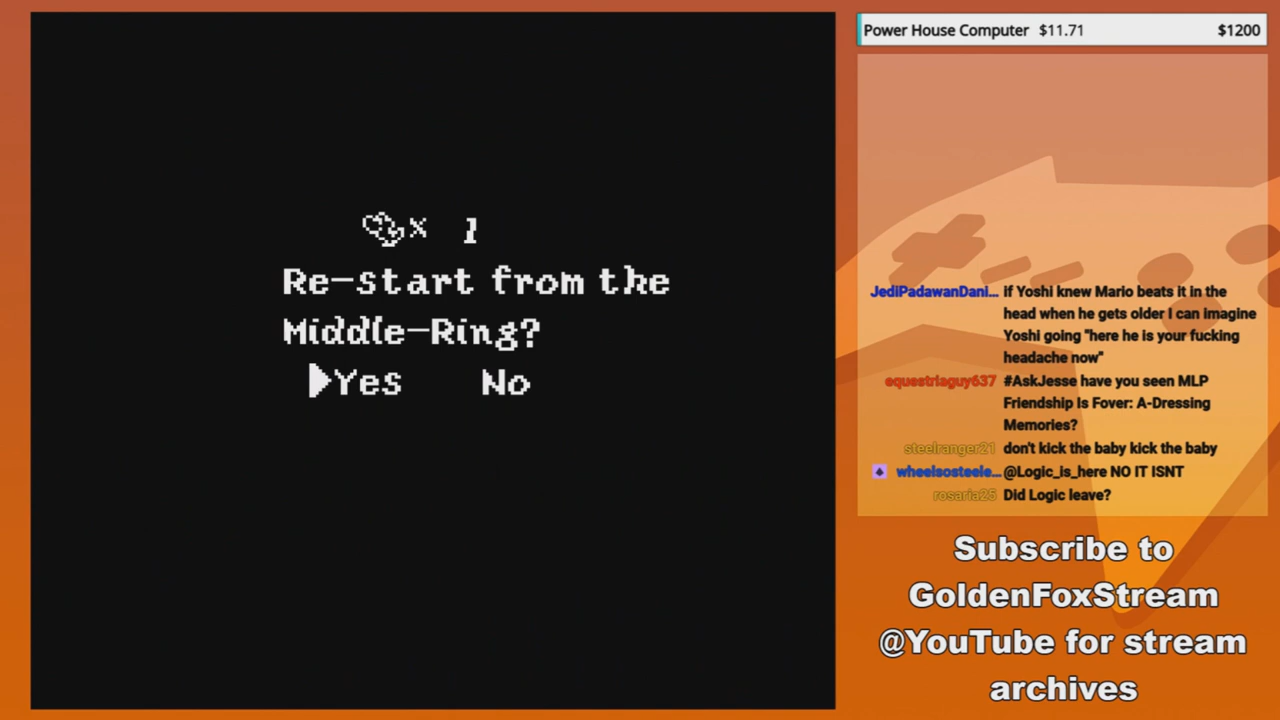 x 1
Re-start from the
Middle-Ring?
Yes No
Power House Computer $11.71 $1200
JediPadawanDani... if Yoshi knew Mario beats it in the
head when he gets older I can imagine
Yoshi going "here he is your fucking
headache now"
equestriaguy637 #AskJesse have you seen MLP
Friendship Is Fover: A-Dressing
Memories?
steelranger21 don't kick the baby kick the baby
wheelsosteele... @Logic_is_here NO IT ISNT
rosaria25 Did Logic leave?
Subscribe to
GoldenFoxStream
@YouTube for stream
archives